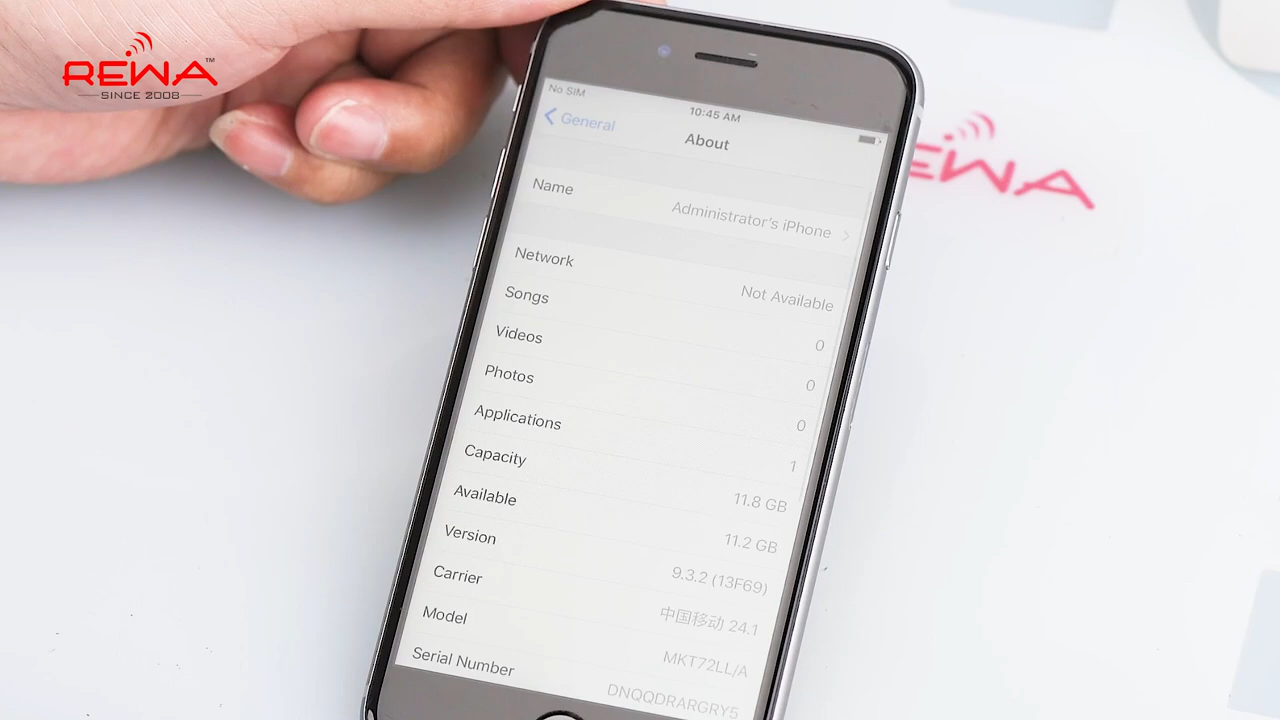 REWA™
SINCE 2008
No SIM
10:45 AM
General
About
Name
Administrator's iPhone
Network
Not Available
Songs
0
Videos
0
Photos
0
Applications
1
Capacity
11.8 GB
Available
11.2 GB
Version
9.3.2 (13F69)
Carrier
中国移动 24.1
Model
MKT72LL/A
Serial Number
DNQQDRARGRY5
EWA